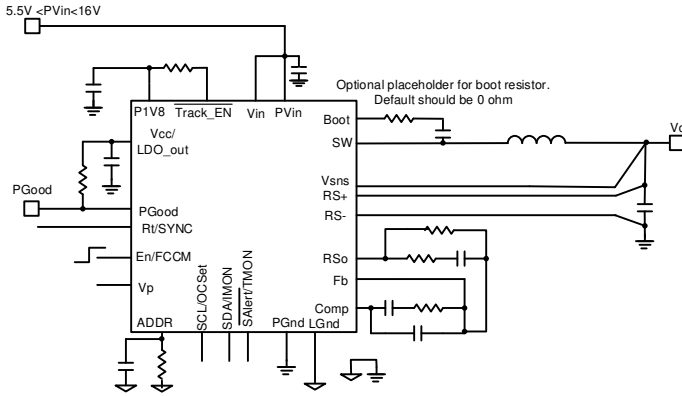 5.5V <PVin<16V
Optional placeholder for boot resistor.
Default should be 0 ohm
P1V8
Track_EN
Vin
PVin
Boot
Vcc/
LDO_out
SW
Vo
Vsns
RS+
PGood
PGood
RS-
Rt/SYNC
En/FCCM
RSo
Fb
Vp
Comp
ADDR
SCL/OCSet
SDA/IMON
SAlert/TMON
PGnd
LGnd